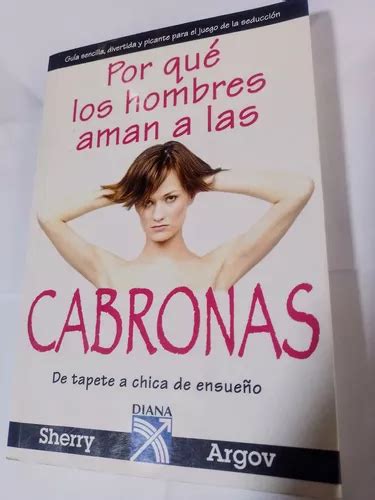 Guía sencilla, divertida y picante para el juego de la seducción
Por qué
los hombres
aman a las
CABRONAS
De tapete a chica de ensueño
DIANA
Sherry
Argov